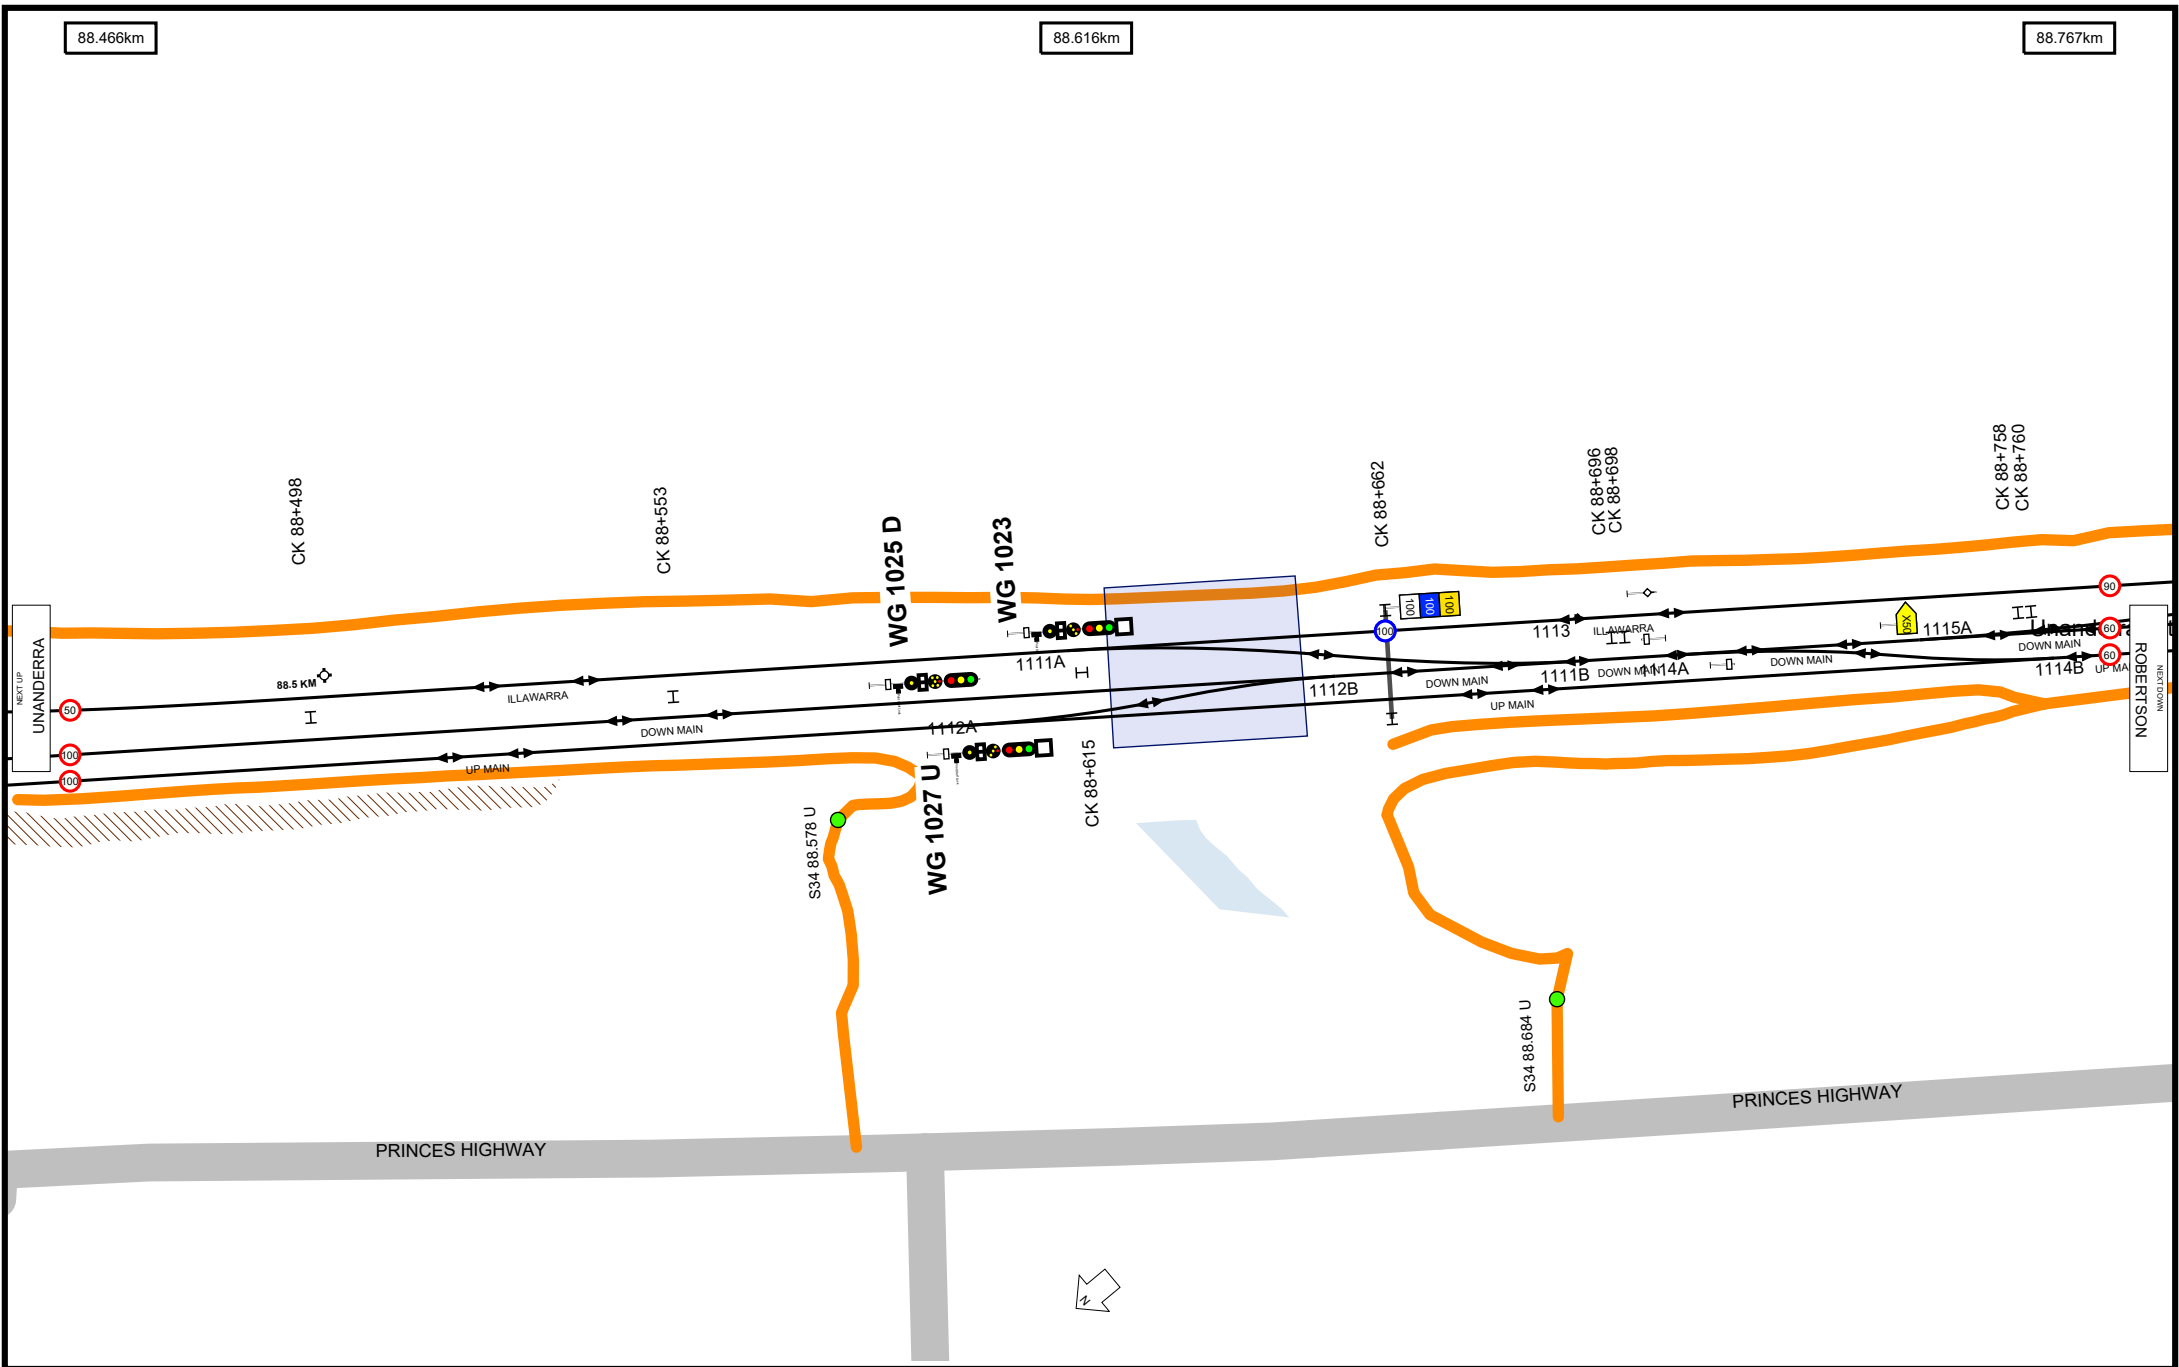 88.466km
88.616km
88.767km
CK 88+498
CK 88+553
WG 1025 D
WG 1023
CK 88+662
CK 88+696
CK 88+698
CK 88+758
CK 88+760
NEXT UP
UNANDERRA
88.5 KM
ILLAWARRA
DOWN MAIN
UP MAIN
50
100
100
1111A
1112A
1112B
100
100
100
100
1113
ILLAWARRA
DOWN MAIN
1111B
DOWN MAIN
1114A
UP MAIN
DOWN MAIN
X50
1115A
DOWN MAIN
1114B
UP MA
90
60
60
ROBERTSON
NEXT DOWN
WG 1027 U
CK 88+615
S34 88.578 U
S34 88.684 U
PRINCES HIGHWAY
PRINCES HIGHWAY
N